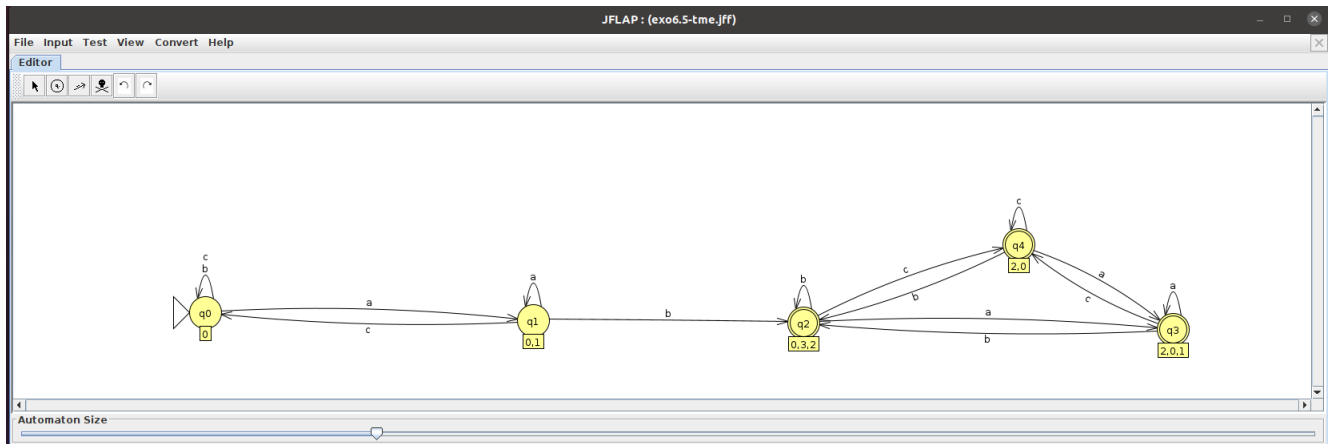 JFLAP : (exo6.5-tme.jff)
File Input Test View Convert Help
Editor
c
c
b
q4
2,0
a
c
b
a
a
c
b
a
c
q0
0
a
c
q1
0,1
b
b
q2
0,3,2
a
b
q3
2,0,1
Automaton Size